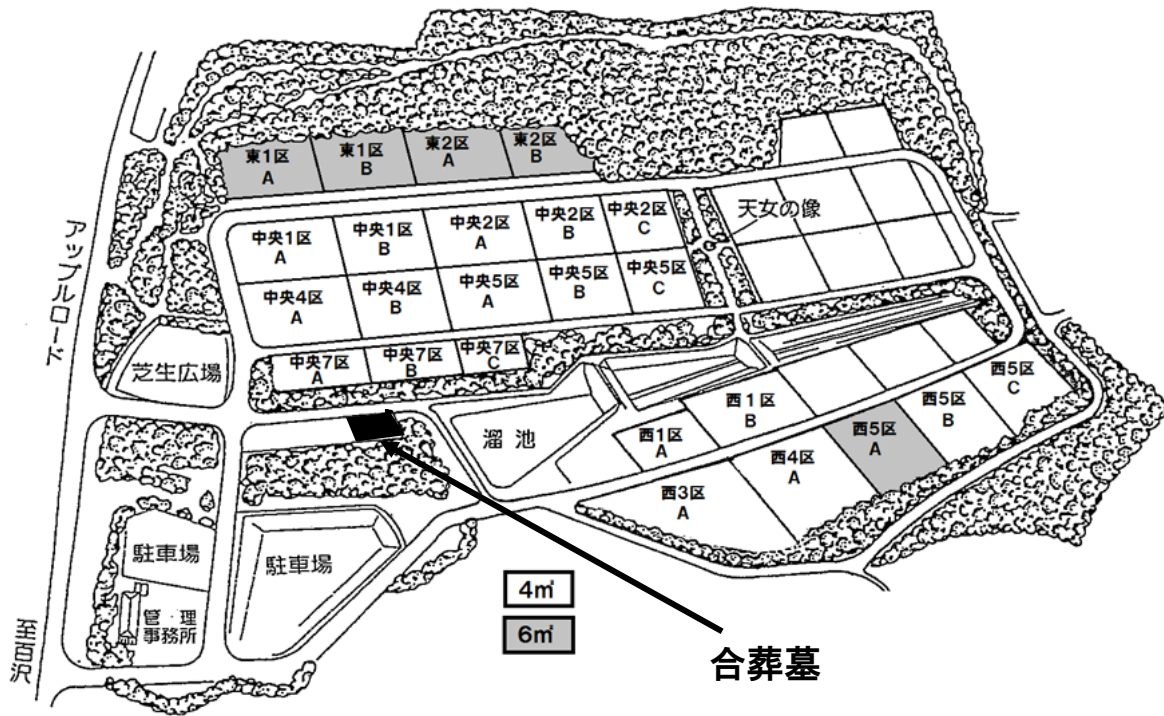 東1区
A
東1区
B
東2区
A
東2区
B
中央1区
A
中央1区
B
中央2区
A
中央2区
B
中央2区
C
天女の像
中央4区
A
中央4区
B
中央5区
A
中央5区
B
中央5区
C
アップルロード
芝生広場
中央7区
A
中央7区
B
中央7区
C
溜池
西1区
A
西1区
B
西3区
A
西4区
A
西5区
A
西5区
B
西5区
C
駐車場
駐車場
管理
事務所
至百沢
4㎡
6㎡
合葬墓